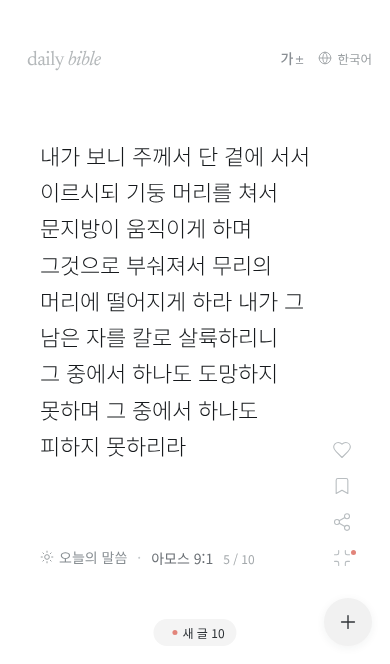 daily bible
가± 한국어
내가 보니 주께서 단 곁에 서서
이르시되 기둥 머리를 쳐서
문지방이 움직이게 하며
그것으로 부숴져서 무리의
머리에 떨어지게 하라 내가 그
남은 자를 칼로 살륙하리니
그 중에서 하나도 도망하지
못하며 그 중에서 하나도
피하지 못하리라
오늘의 말씀 · 아모스 9:1 5 / 10
새 글 10